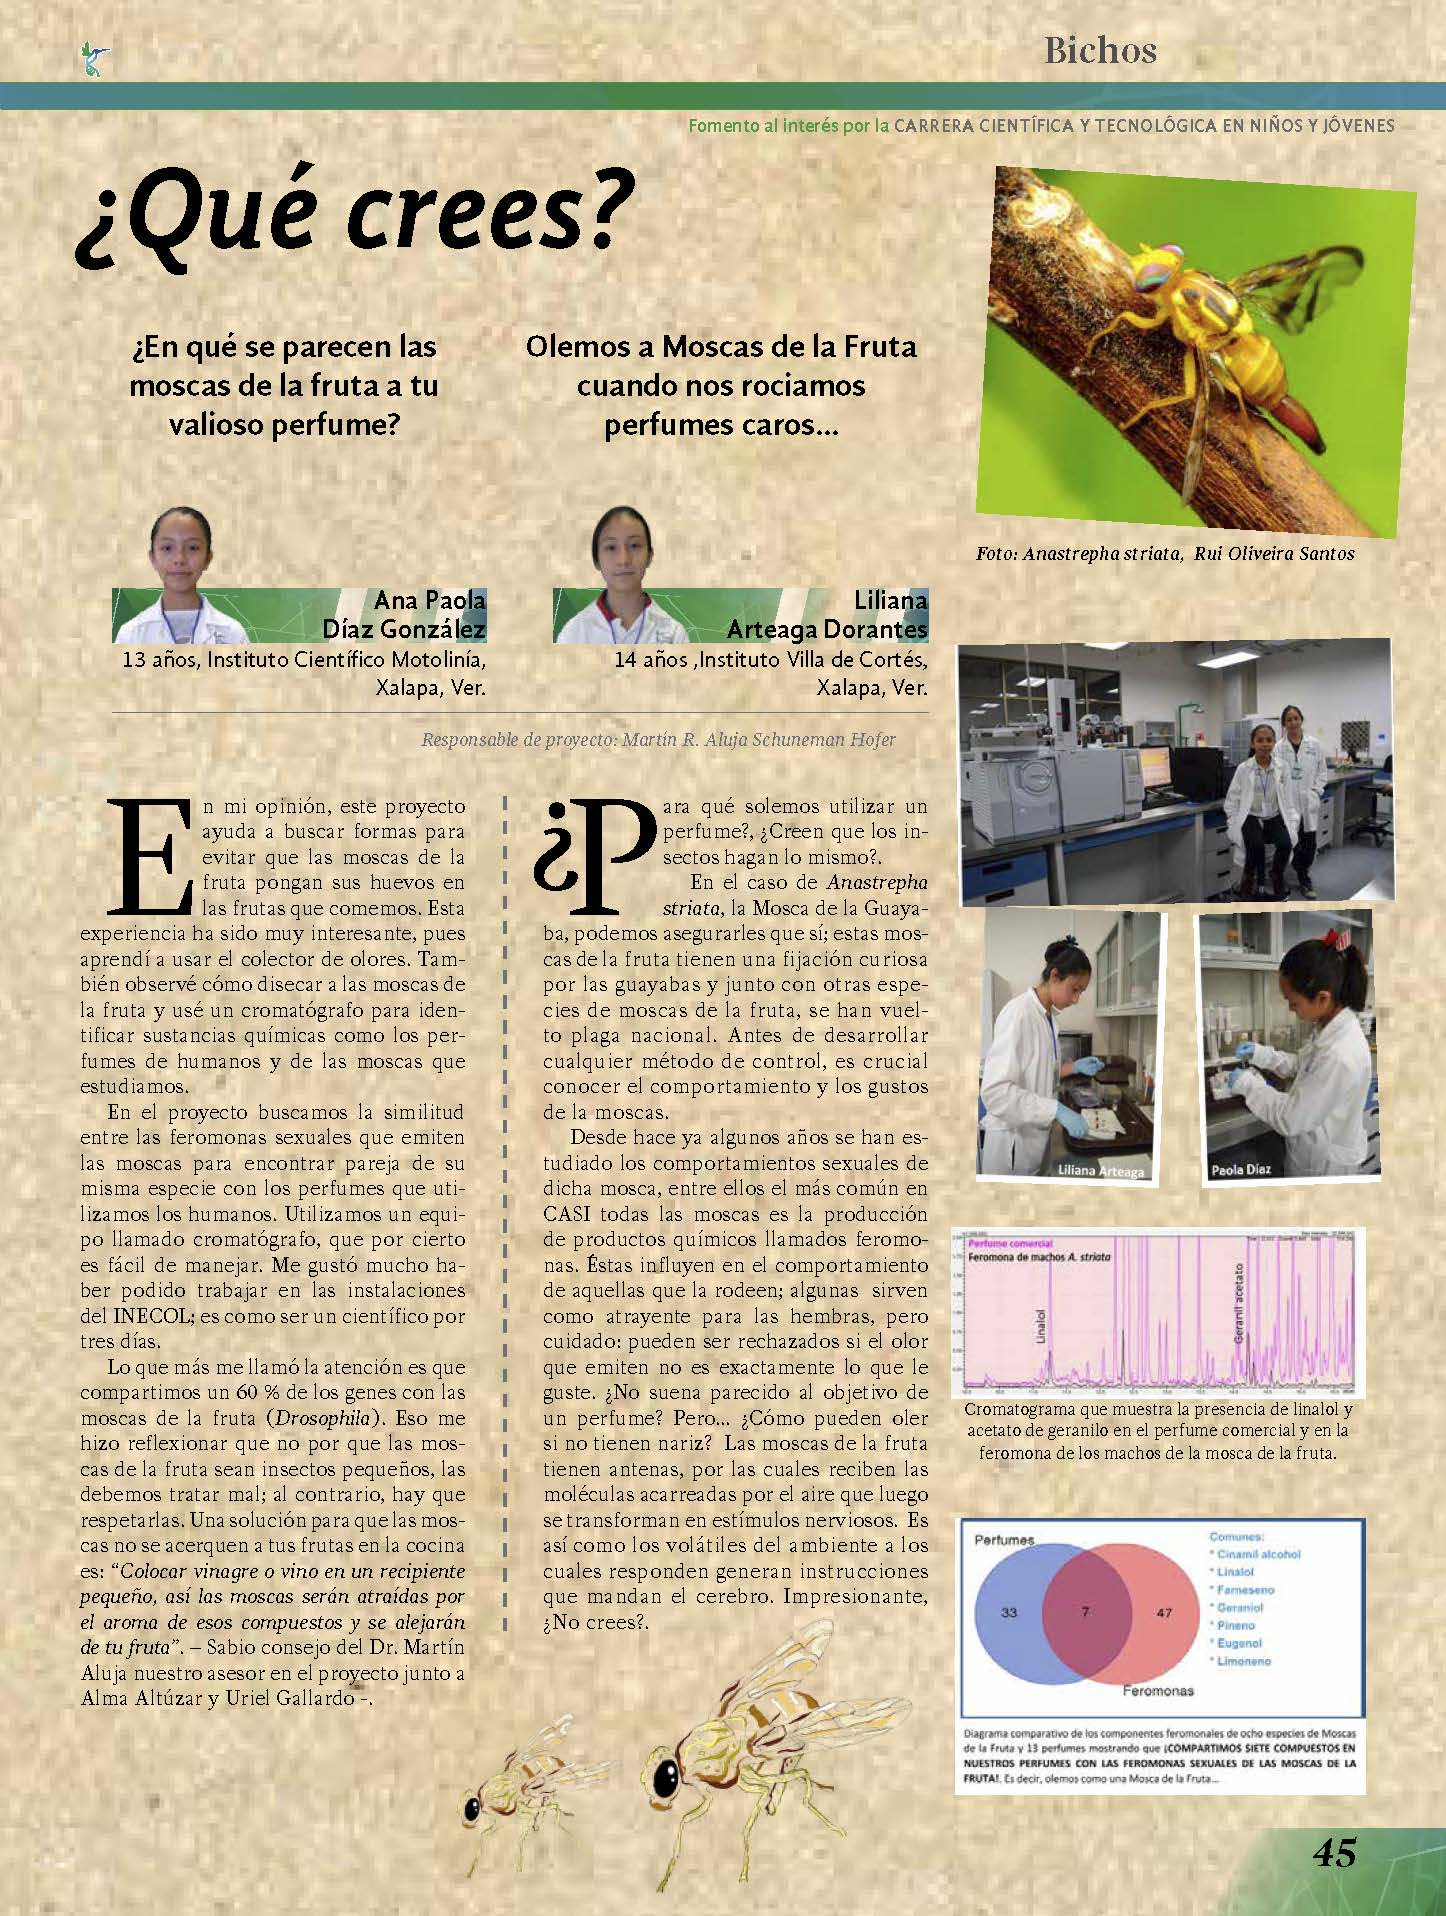 Bichos
Fomento al interés por la CARRERA CIENTÍFICA Y TECNOLÓGICA EN NIÑOS Y JÓVENES
¿Qué crees?
¿En qué se parecen las
moscas de la fruta a tu
valioso perfume?
Ana Paola
Díaz González
13 años, Instituto Científico Motolinía,
Xalapa, Ver.
Olemos a Moscas de la Fruta
cuando nos rociamos
perfumes caros...
Liliana
Arteaga Dorantes
14 años ,Instituto Villa de Cortés,
Xalapa, Ver.
Responsable de proyecto: Martín R. Aluja Schuneman Hofer
En mi opinión, este proyecto
ayuda a buscar formas para
evitar que las moscas de la
fruta pongan sus huevos en
las frutas que comemos. Esta
experiencia ha sido muy interesante, pues
aprendí a usar el colector de olores. Tam-
bién observé cómo disecar a las moscas de
la fruta y usé un cromatógrafo para iden-
tificar sustancias químicas como los per-
fumes de humanos y de las moscas que
estudiamos.
En el proyecto buscamos la similitud
entre las feromonas sexuales que emiten
las moscas para encontrar pareja de su
misma especie con los perfumes que uti-
lizamos los humanos. Utilizamos un equi-
po llamado cromatógrafo, que por cierto
es fácil de manejar. Me gustó mucho ha-
ber podido trabajar en las instalaciones
del INECOL; es como ser un científico por
tres días.
Lo que más me llamó la atención es que
compartimos un 60 % de los genes con las
moscas de la fruta (Drosophila). Eso me
hizo reflexionar que no por que las mos-
cas de la fruta sean insectos pequeños, las
debemos tratar mal; al contrario, hay que
respetarlas. Una solución para que las mos-
cas no se acerquen a tus frutas en la cocina
es: “Colocar vinagre o vino en un recipiente
pequeño, así las moscas serán atraídas por
el aroma de esos compuestos y se alejarán
de tu fruta”. – Sabio consejo del Dr. Martín
Aluja nuestro asesor en el proyecto junto a
Alma Altúzar y Uriel Gallardo -.
¿Para qué solemos utilizar un
perfume?, ¿Creen que los in-
sectos hagan lo mismo?.
En el caso de Anastrepha
striata, la Mosca de la Guaya-
ba, podemos asegurarles que sí; estas mos-
cas de la fruta tienen una fijación curiosa
por las guayabas y junto con otras espe-
cies de moscas de la fruta, se han vuel-
to plaga nacional. Antes de desarrollar
cualquier método de control, es crucial
conocer el comportamiento y los gustos
de la moscas.
Desde hace ya algunos años se han es-
tudiado los comportamientos sexuales de
dicha mosca, entre ellos el más común en
CASI todas las moscas es la producción
de productos químicos llamados feromo-
nas. Éstas influyen en el comportamiento
de aquellas que la rodeen; algunas sirven
como atrayente para las hembras, pero
cuidado: pueden ser rechazados si el olor
que emiten no es exactamente lo que le
guste. ¿No suena parecido al objetivo de
un perfume? Pero... ¿Cómo pueden oler
si no tienen nariz? Las moscas de la fruta
tienen antenas, por las cuales reciben las
moléculas acarreadas por el aire que luego
se transforman en estímulos nerviosos. Es
así como los volátiles del ambiente a los
cuales responden generan instrucciones
que mandan el cerebro. Impresionante,
¿No crees?.
Foto: Anastrepha striata, Rui Oliveira Santos
Liliana Arteaga
Paola Díaz
Perfume comercial
Feromona de machos A. striata
Linalol
Geranil acetato
Cromatograma que muestra la presencia de linalol y
acetato de geranilo en el perfume comercial y en la
feromona de los machos de la mosca de la fruta.
Perfumes
33
7
47
Feromonas
Comunes:
* Cinamil alcohol
* Linalol
* Farneseno
* Geraniol
* Pineno
* Eugenol
* Limoneno
Diagrama comparativo de los componentes feromonales de ocho especies de Moscas
de la Fruta y 13 perfumes mostrando que ¡COMPARTIMOS SIETE COMPUESTOS EN
NUESTROS PERFUMES CON LAS FEROMONAS SEXUALES DE LAS MOSCAS DE LA
FRUTA!. Es decir, olemos como una Mosca de la Fruta...
45